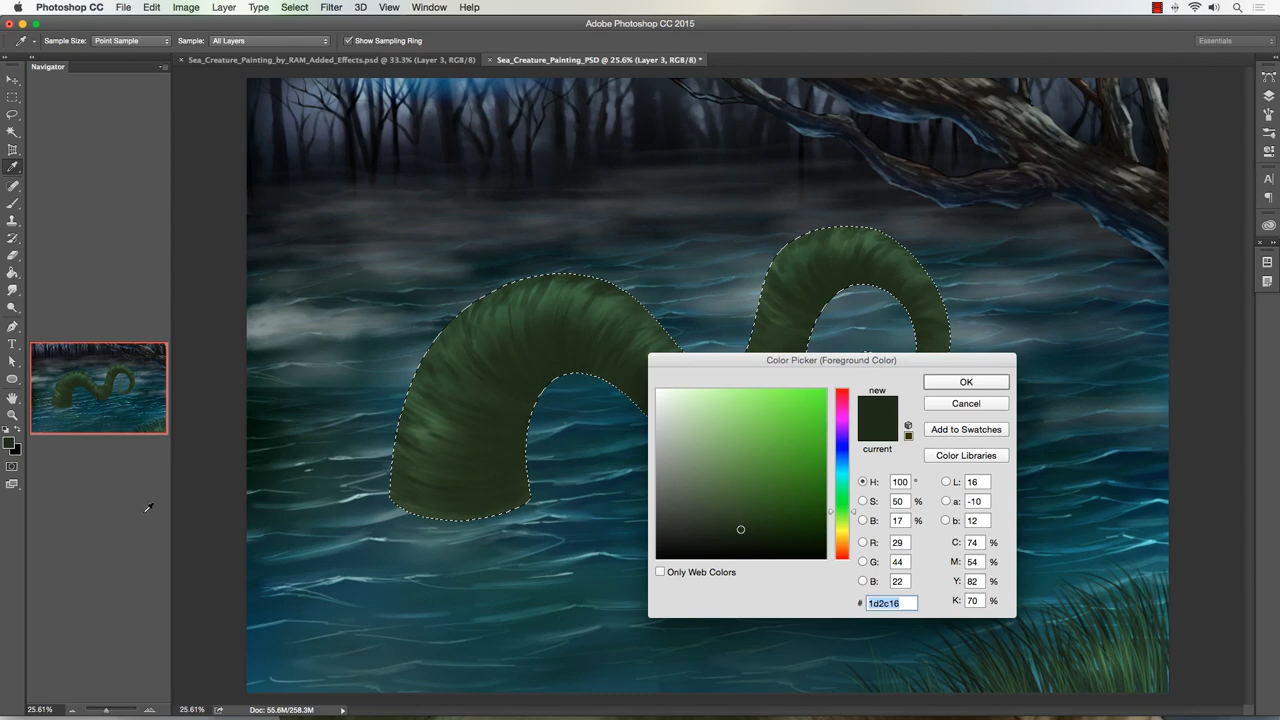 Photoshop CC File Edit Image Layer Type Select Filter 3D View Window Help
Adobe Photoshop CC 2015
Sample Size: Point Sample Sample: All Layers Show Sampling Ring Essentials
× Sea_Creature_Painting_by_RAM_Added_Effects.psd @ 33.3% (Layer 3, RGB/8) × Sea_Creature_Painting_PSD @ 25.6% (Layer 3, RGB/8) *
Navigator
Color Picker (Foreground Color)
new
current
OK
Cancel
Add to Swatches
Color Libraries
H: 100 ° L: 16
S: 50 % a: -10
B: 17 % b: 12
R: 29 C: 74 %
G: 44 M: 54 %
B: 22 Y: 82 %
# 1d2c16 K: 70 %
Only Web Colors
25.61% 25.61% Doc: 55.6M/258.3M